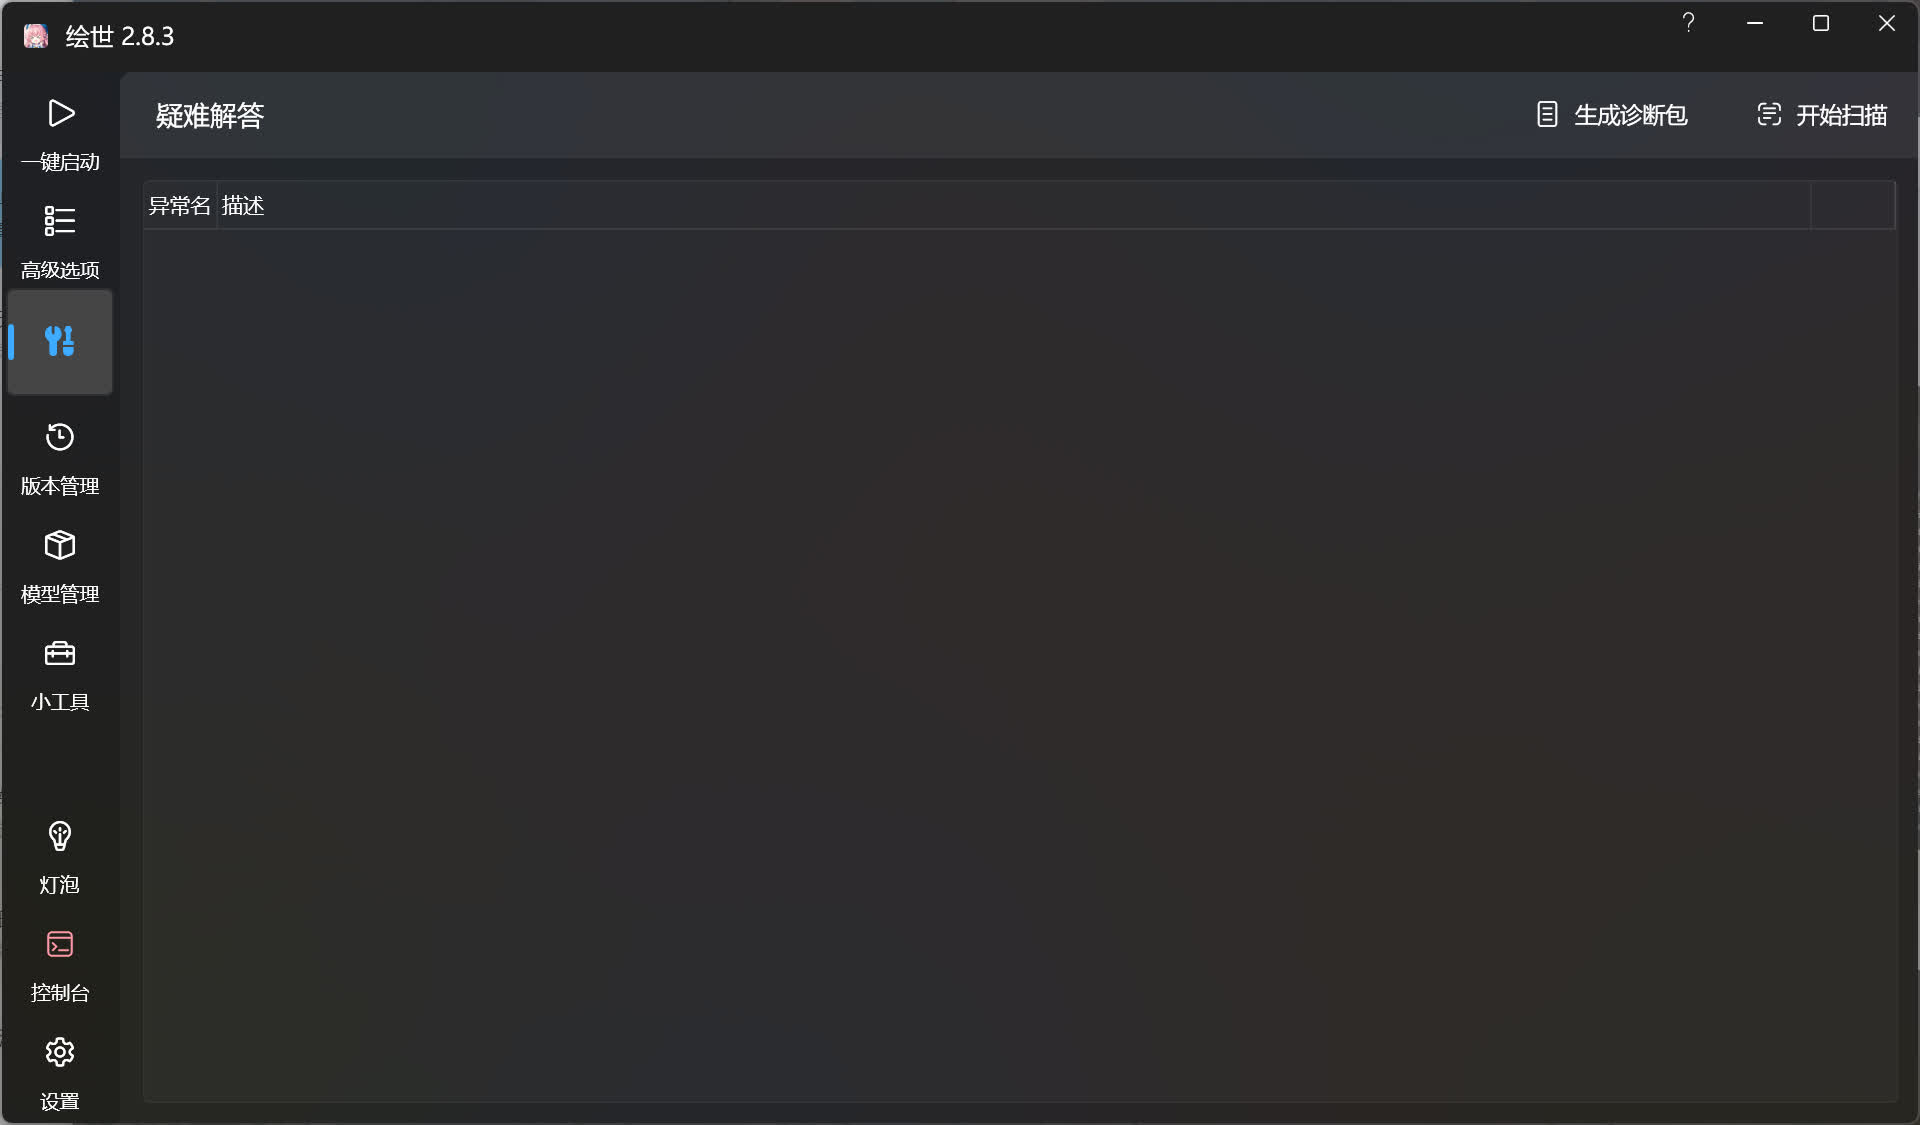 绘世 2.8.3
一键启动
高级选项
版本管理
模型管理
小工具
灯泡
控制台
设置
疑难解答
生成诊断包
开始扫描
异常名
描述